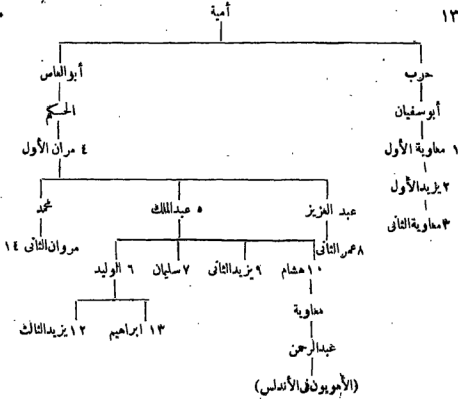 ١٣
أمية
حرب
أبو العاس
أبو سفيان
الحكم
١ معاوية الأول
٤ مران الأول
٢ يزيد الأول
٣ معاوية الثانى
عبد العزيز
٥ عبد الملك
محمد
٨ عمر الثانى
مروان الثانى ١٤
١٠ هشام
٩ يزيد الثانى
٧ سليمان
٦ الوليد
معاوية
١٣ ابراهيم
١٢ يزيد الثالث
عبد الرحمن
(الأمويون فى الأندلس)